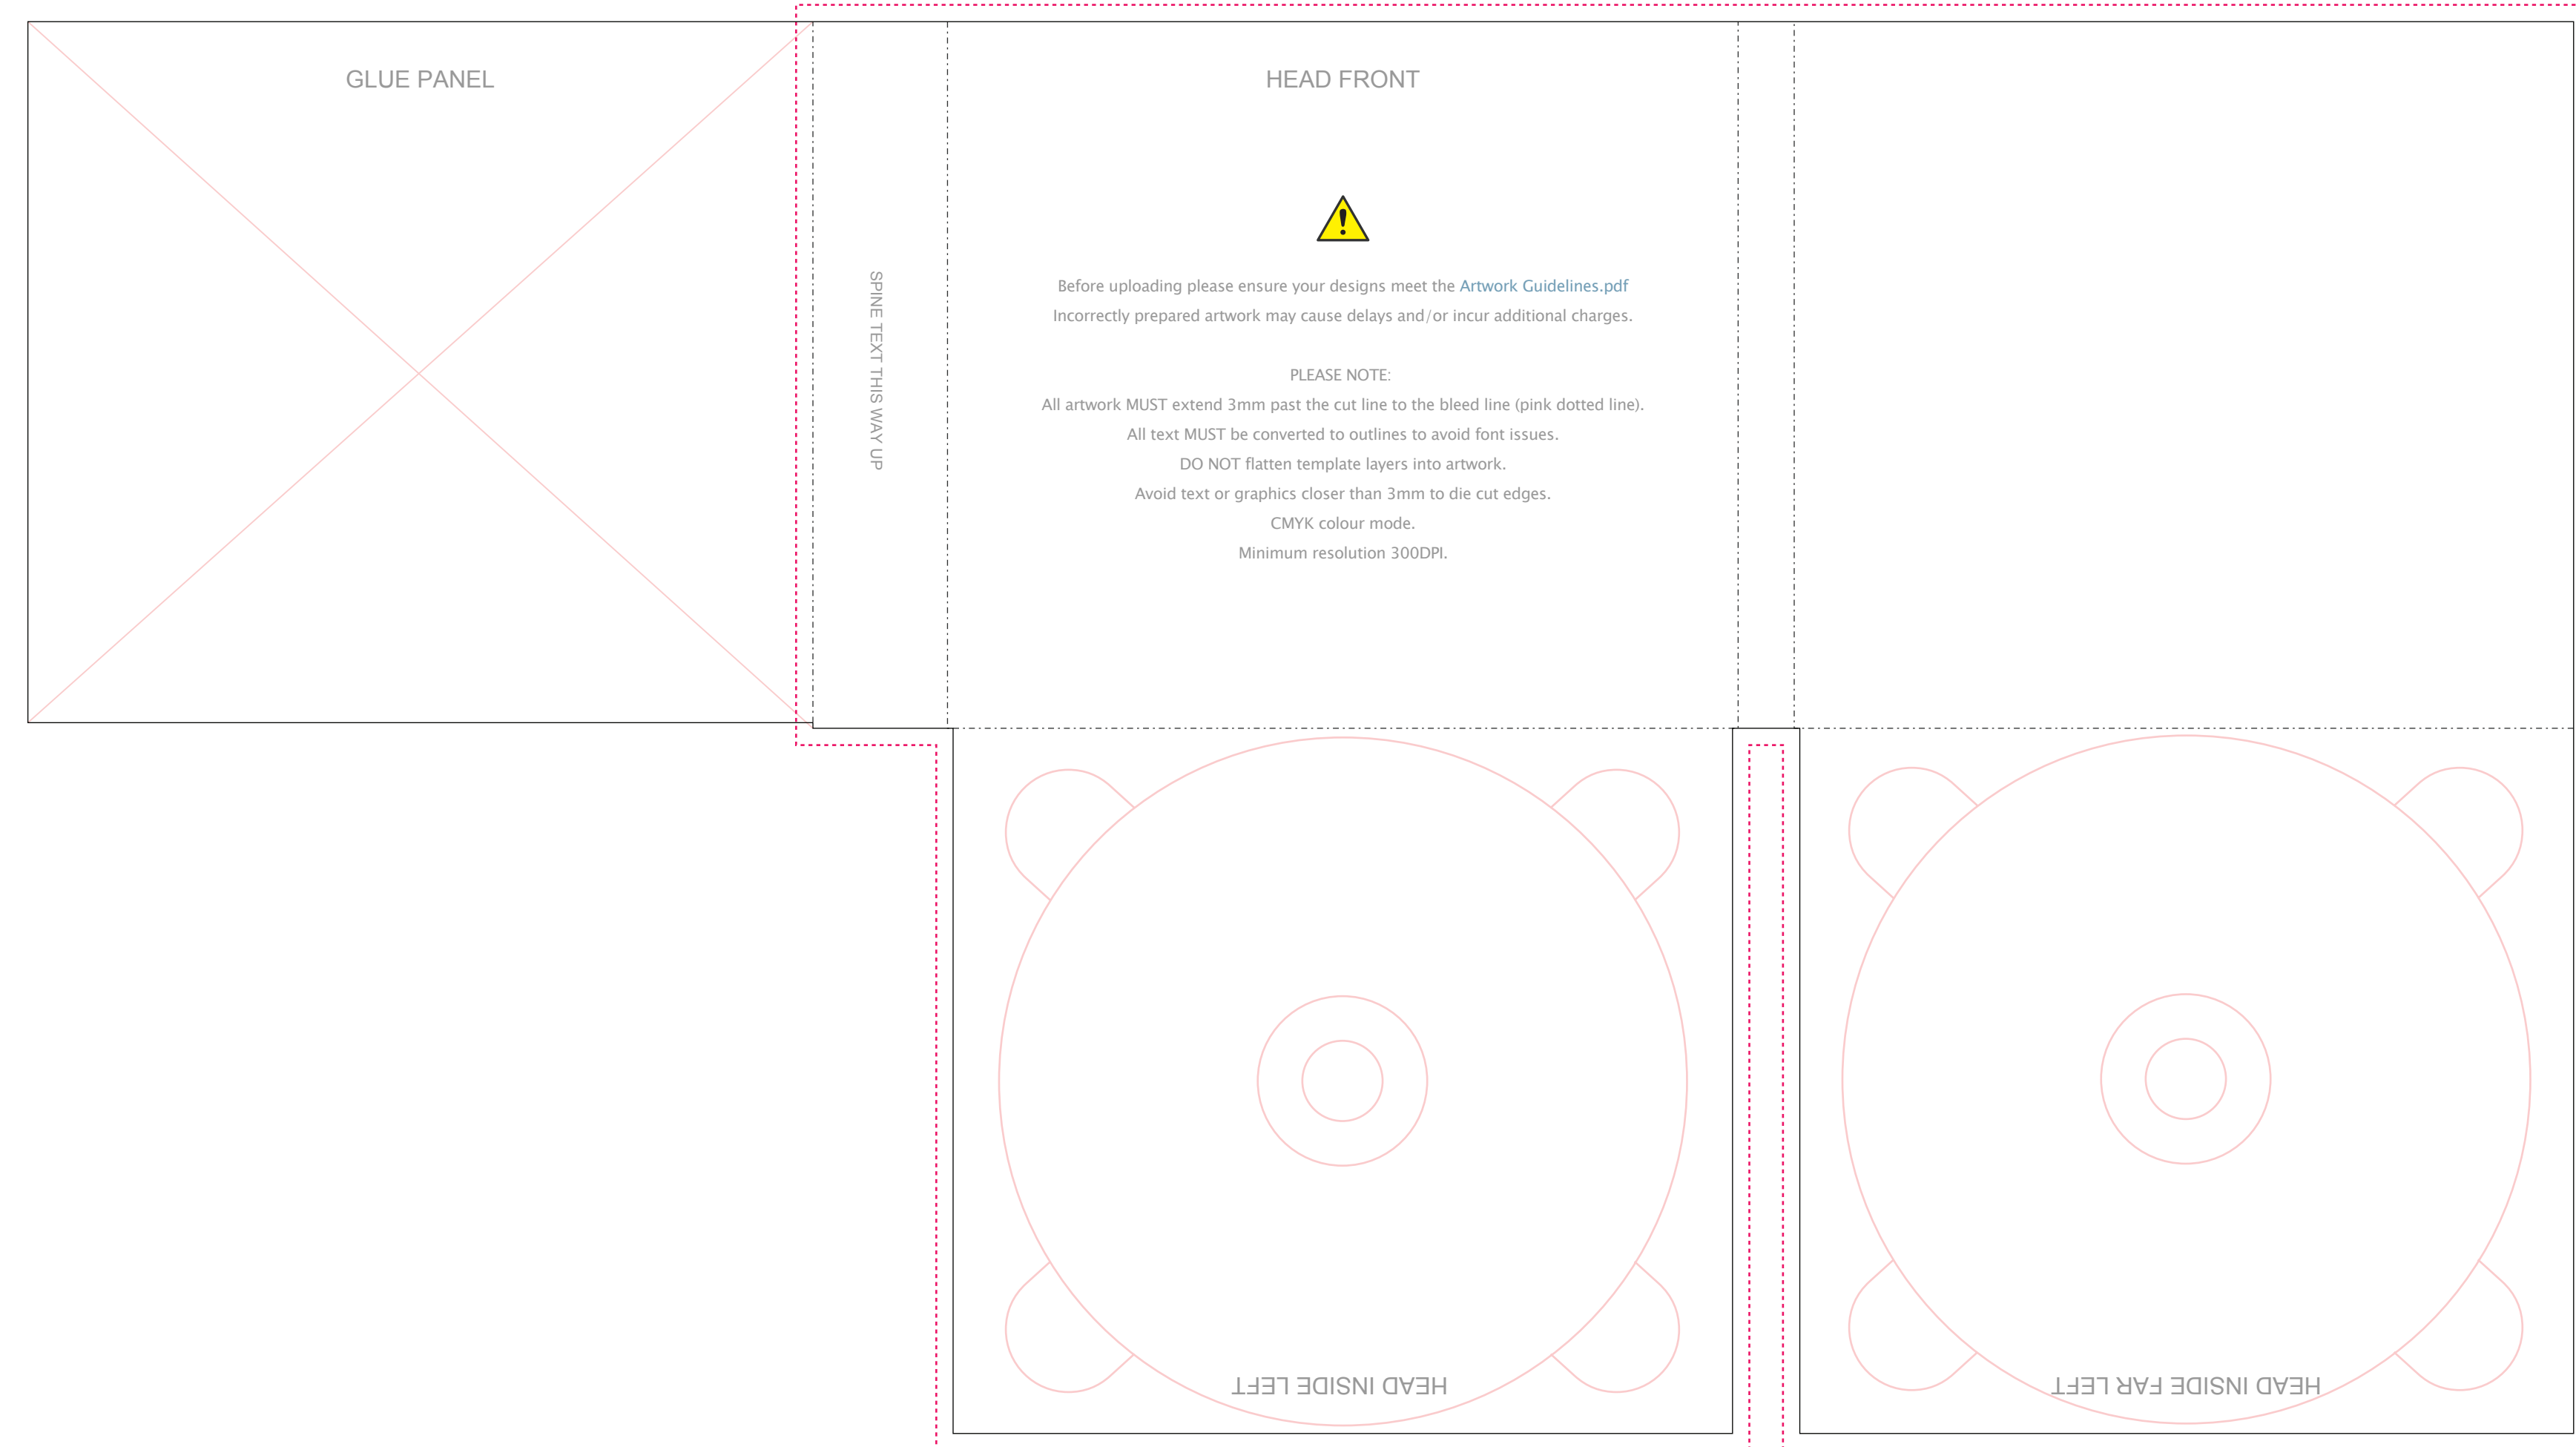 GLUE PANEL
HEAD FRONT
SPINE TEXT THIS WAY UP
Before uploading please ensure your designs meet the Artwork Guidelines.pdf
Incorrectly prepared artwork may cause delays and/or incur additional charges.
PLEASE NOTE:
All artwork MUST extend 3mm past the cut line to the bleed line (pink dotted line).
All text MUST be converted to outlines to avoid font issues.
DO NOT flatten template layers into artwork.
Avoid text or graphics closer than 3mm to die cut edges.
CMYK colour mode.
Minimum resolution 300DPI.
HEAD INSIDE LEFT
HEAD INSIDE FAR LEFT